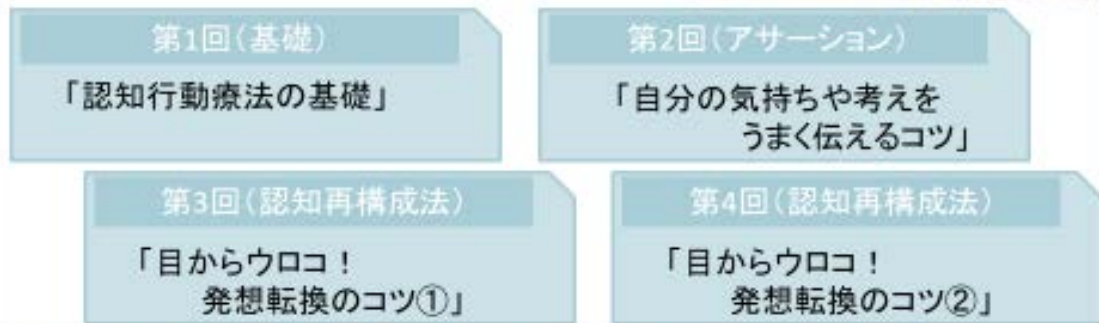 第1回(基礎)
「認知行動療法の基礎」
第2回(アサーション)
「自分の気持ちや考えを
うまく伝えるコツ」
第3回(認知再構成法)
「目からウロコ！
発想転換のコツ①」
第4回(認知再構成法)
「目からウロコ！
発想転換のコツ②」